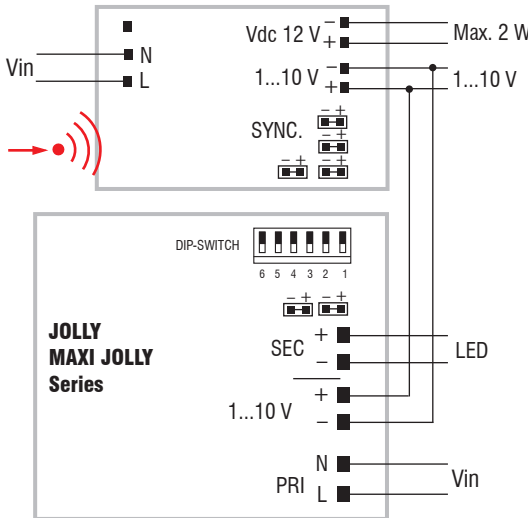 Vdc 12 V − Max. 2 W
+
N
Vin
L
1...10 V − 1...10 V
+
SYNC. − +
− +
− + − +
DIP-SWITCH
6 5 4 3 2 1
− + − +
JOLLY
MAXI JOLLY
Series
SEC + LED
−
1...10 V +
−
PRI N Vin
L